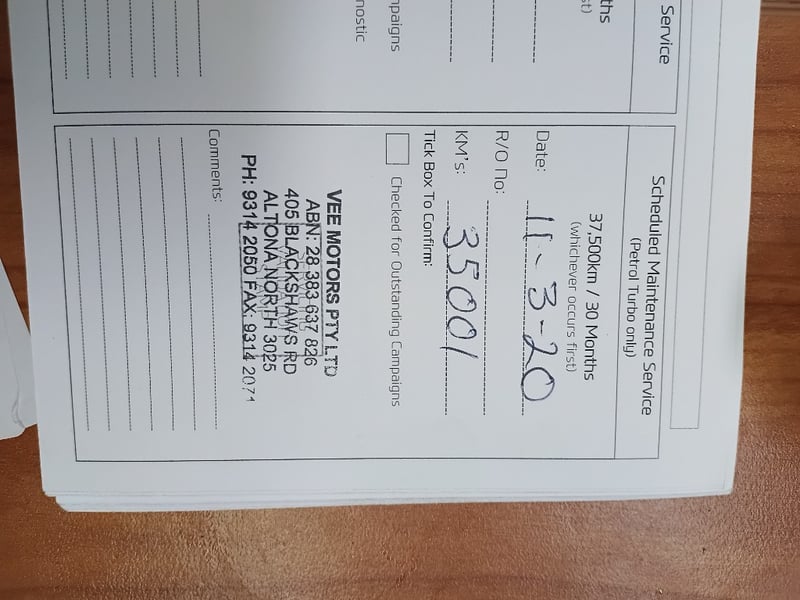 Service
ths
st)
npaigns
nostic
Scheduled Maintenance Service
(Petrol Turbo only)
37,500km / 30 Months
(whichever occurs first)
Date: 11-3-20
R/O no:
KM's: 35001
Tick Box To Confirm:
Checked for Outstanding Campaigns
VEE MOTORS PTY LTD
ABN: 28 383 637 826
405 BLACKSHAWS RD
ALTONA NORTH 3025
PH: 9314 2050 FAX: 9314 2071
Comments: